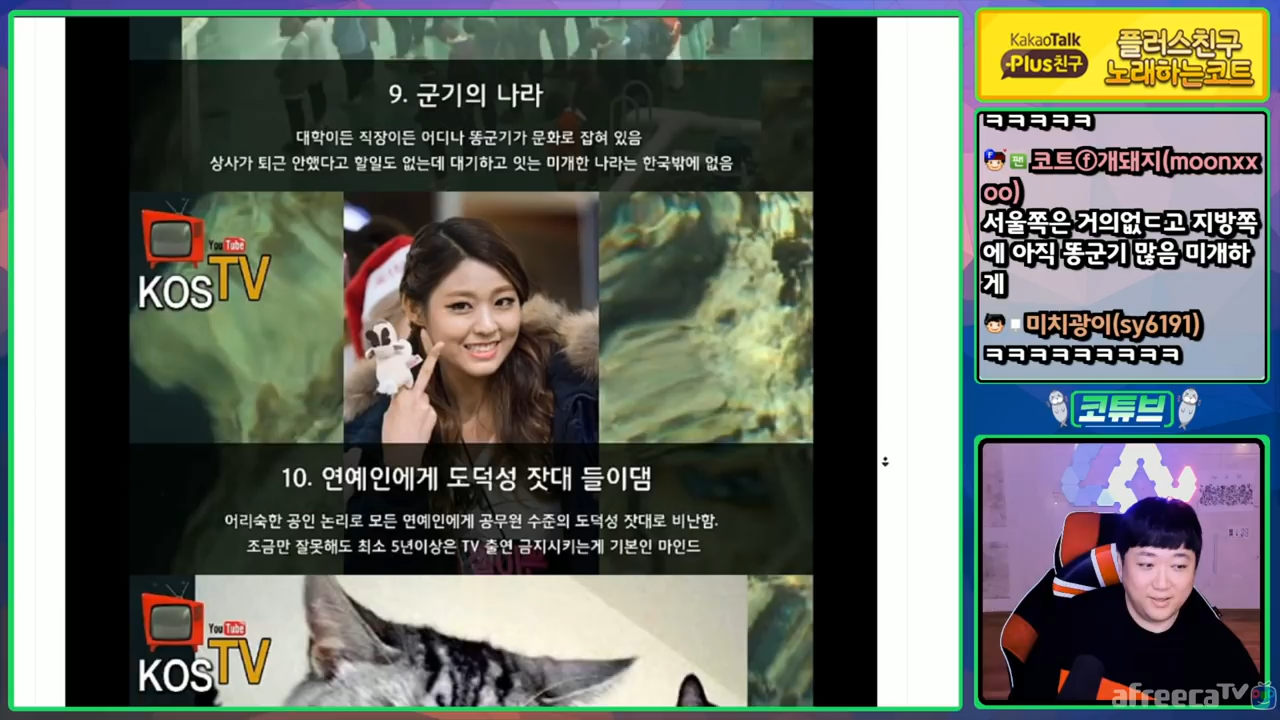 9. 군기의 나라
대학이든 직장이든 어디나 똥군기가 문화로 잡혀 있음
상사가 퇴근 안했다고 할일도 없는데 대기하고 잇는 미개한 나라는 한국밖에 없음
You Tube
KOSTV
10. 연예인에게 도덕성 잣대 들이댐
어리숙한 공인 논리로 모든 연예인에게 공무원 수준의 도덕성 잣대로 비난함.
조금만 잘못해도 최소 5년이상은 TV 출연 금지시키는게 기본인 마인드
You Tube
KOSTV
KakaoTalk
Plus친구
플러스친구
노래하는코트
ㅋㅋㅋㅋㅋ
팬 코트ⓕ개돼지(moonxx
oo)
서울쪽은 거의없ㄷ고 지방쪽
에 아직 똥군기 많음 미개하
게
미치광이(sy6191)
ㅋㅋㅋㅋㅋㅋㅋㅋㅋ
코튜브
afreecaTV